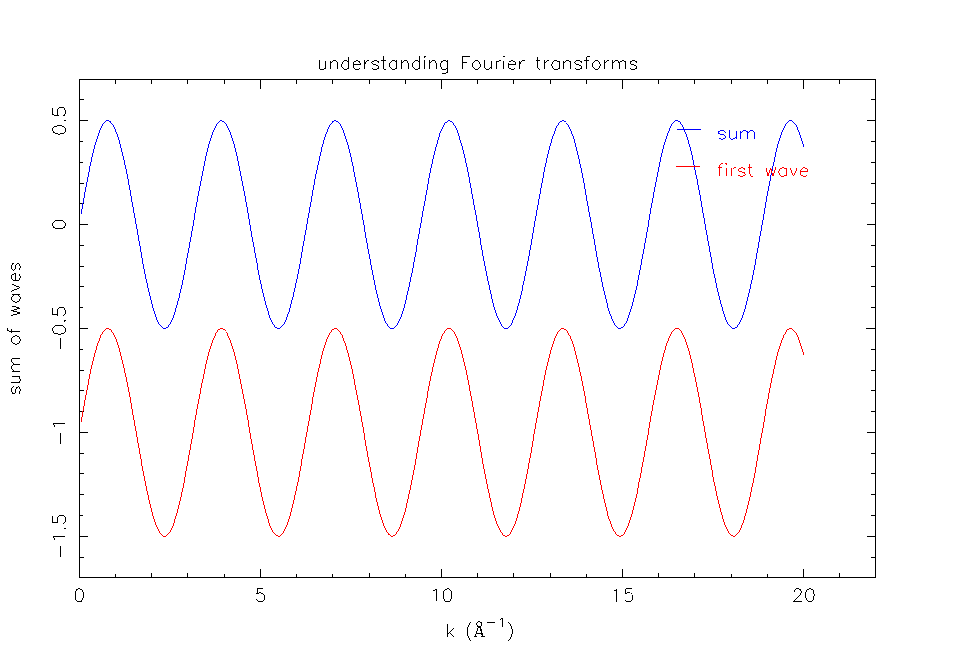 understanding Fourier transforms
sum
first wave
0.5
0
−0.5
−1
−1.5
sum of waves
0 5 10 15 20
k (Å⁻¹)